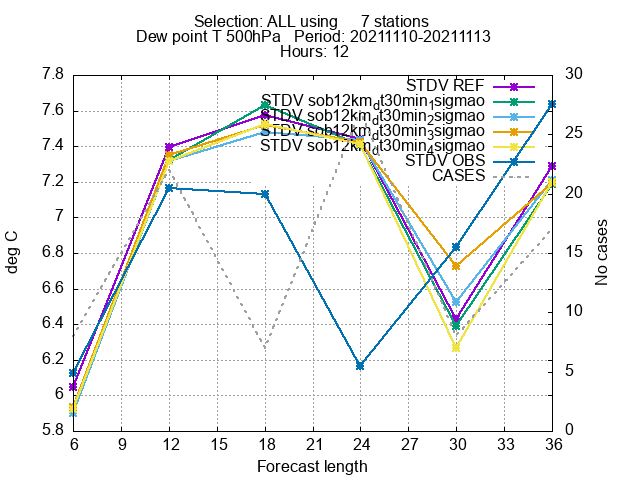 Selection: ALL using 7 stations
Dew point T 500hPa Period: 20211110-20211113
Hours: 12
7.8
7.6
7.4
7.2
7
6.8
6.6
6.4
6.2
6
5.8
deg C
STDV REF
STDV sob12km_dt30min_1sigmao
STDV sob12km_dt30min_2sigmao
STDV sob12km_dt30min_3sigmao
STDV sob12km_dt30min_4sigmao
STDV OBS
CASES
30
25
20
15
10
5
0
No cases
6 9 12 15 18 21 24 27 30 33 36
Forecast length